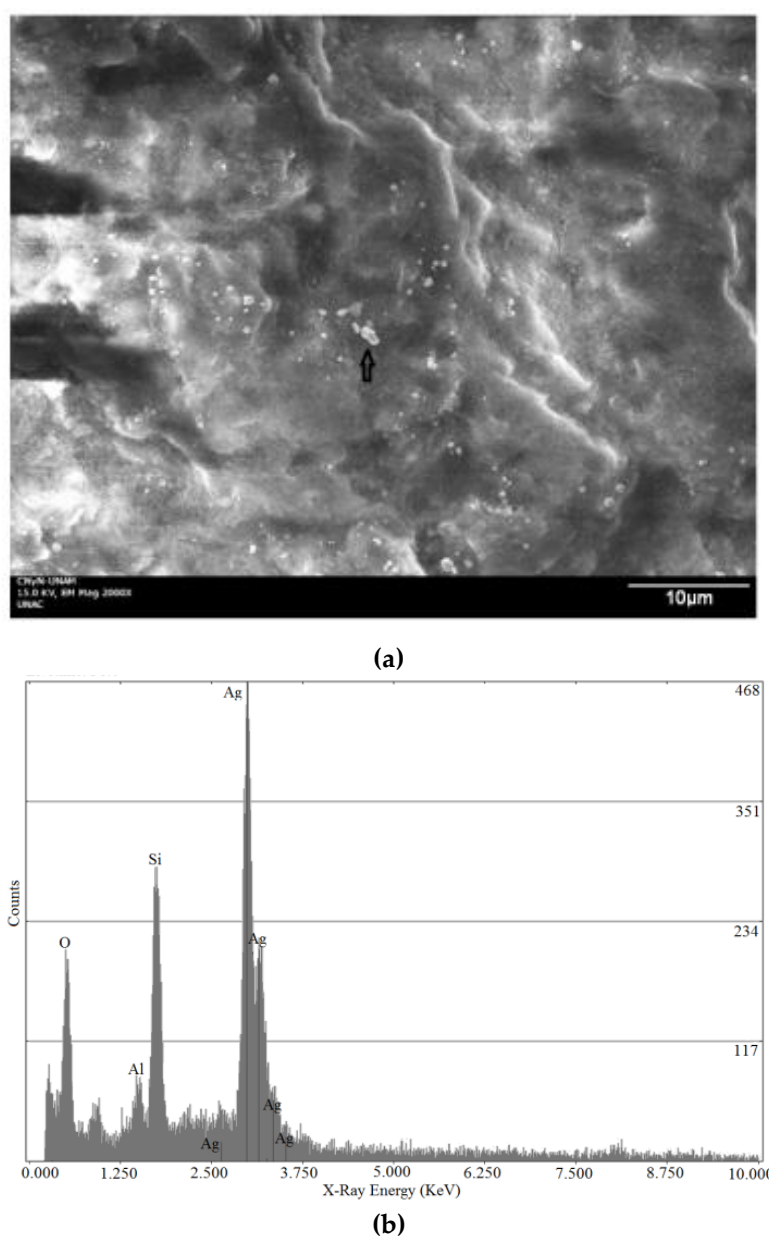 CNyN-UNAM
15.0 KV, EM Mag 2000X
UNAC
10µm
(a)
468
Ag
351
Si
Counts
234
O
Ag
117
Al
Ag
Ag
Ag
0.000 1.250 2.500 3.750 5.000 6.250 7.500 8.750 10.000
X-Ray Energy (KeV)
(b)